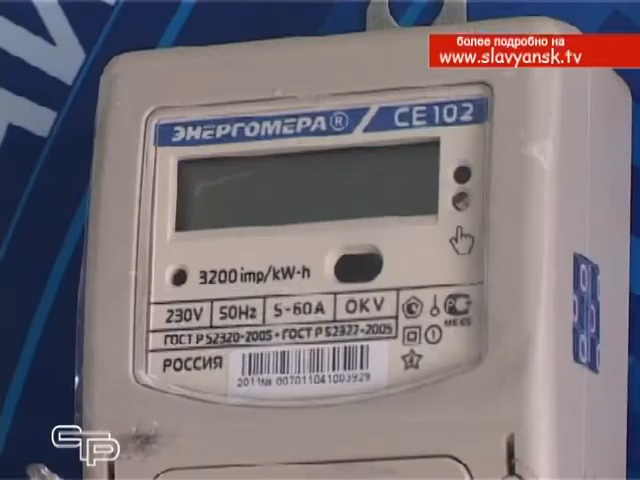 более подробно на
www.slavyansk.tv
ЭНЕРГОМЕРА® CE102
3200 imp/kW-h
230V 50Hz 5-60A OKV
ГОСТ Р 52320-2005 · ГОСТ Р 52322-2005
РОССИЯ
2011№ 007011041003929
СТР